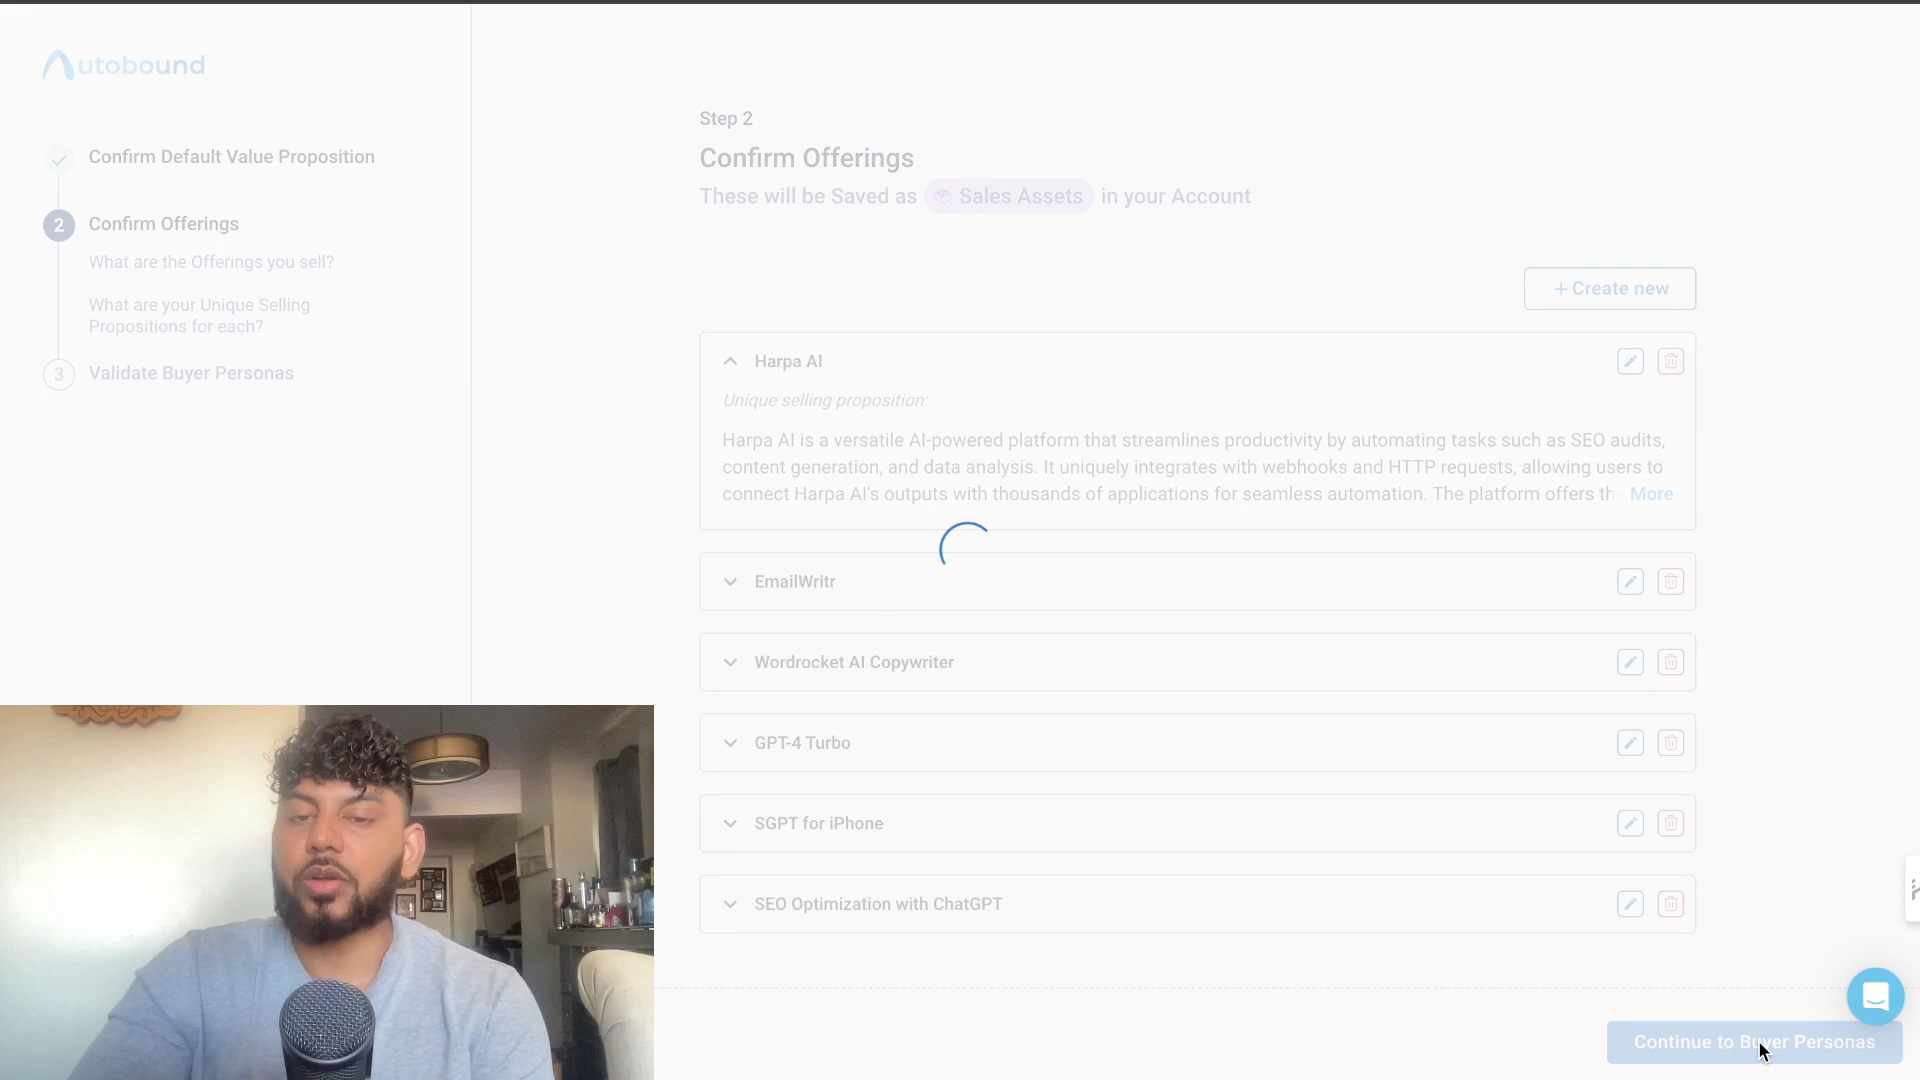 Autobound
Confirm Default Value Proposition
2
Confirm Offerings
What are the Offerings you sell?
What are your Unique Selling
Propositions for each?
3
Validate Buyer Personas
Step 2
Confirm Offerings
These will be Saved as Sales Assets in your Account
+ Create new
Harpa AI
Unique selling proposition:
Harpa AI is a versatile AI-powered platform that streamlines productivity by automating tasks such as SEO audits,
content generation, and data analysis. It uniquely integrates with webhooks and HTTP requests, allowing users to
connect Harpa AI's outputs with thousands of applications for seamless automation. The platform offers More
EmailWritr
Wordrocket AI Copywriter
GPT-4 Turbo
SGPT for iPhone
SEO Optimization with ChatGPT
Continue to Buyer Personas